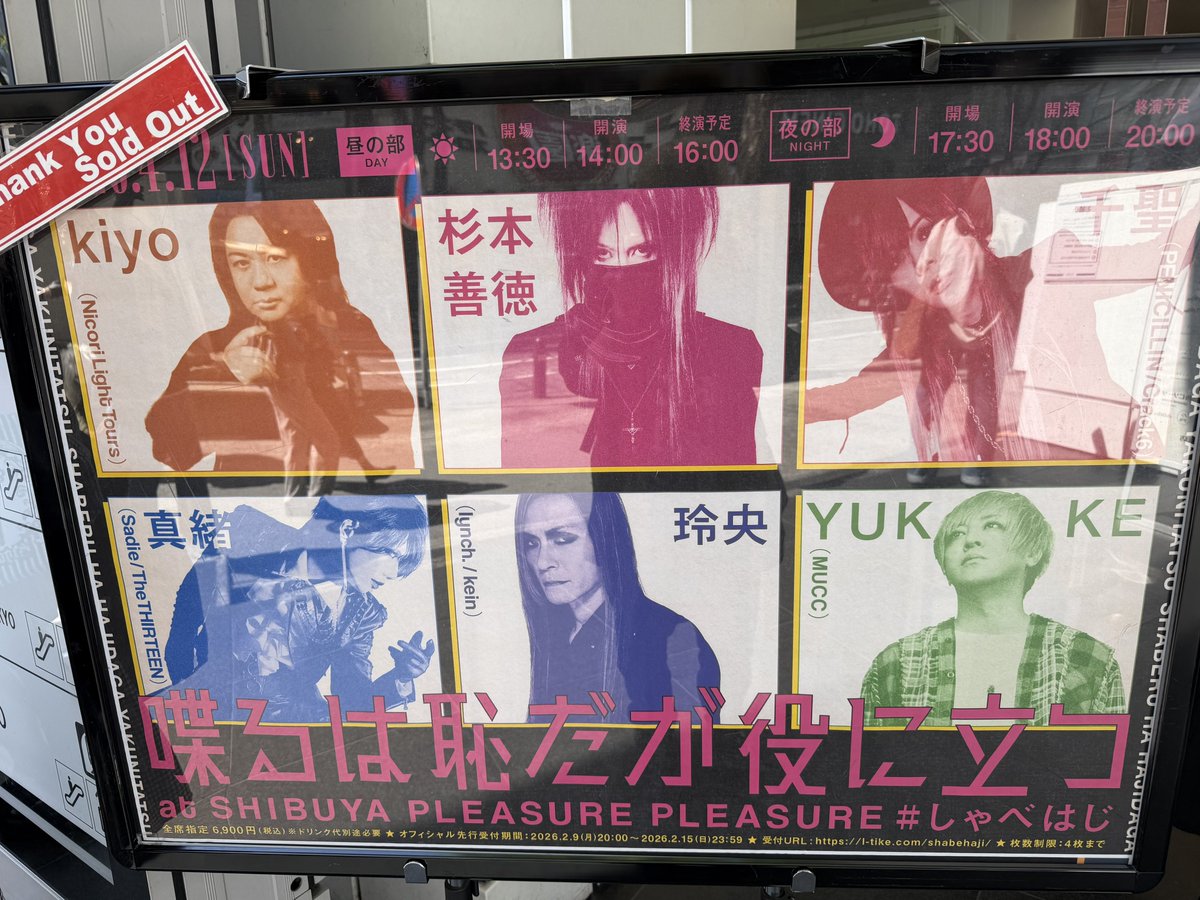 Thank You
Sold Out
.4.12 [SUN]
昼の部
DAY
開場
13:30
開演
14:00
終演予定
16:00
夜の部
NIGHT
開場
17:30
開演
18:00
終演予定
20:00
kiyo
(Nicori Light Tours)
杉本
善徳
千聖
(PENICILLIN/Crack6)
真緒
(Sadie/The THIRTEEN)
玲央
(lynch./kein)
YUKKE
(MUCC)
喋るは恥だが役に立つ
at SHIBUYA PLEASURE PLEASURE #しゃべはじ
全席指定 6,900円(税込) ※ドリンク代別途必要 ★ オフィシャル先行受付期間:2026.2.9(月)20:00〜2026.2.15(日)23:59 ★ 受付URL:https://l-tike.com/shabehaji/ ★ 枚数制限:4枚まで